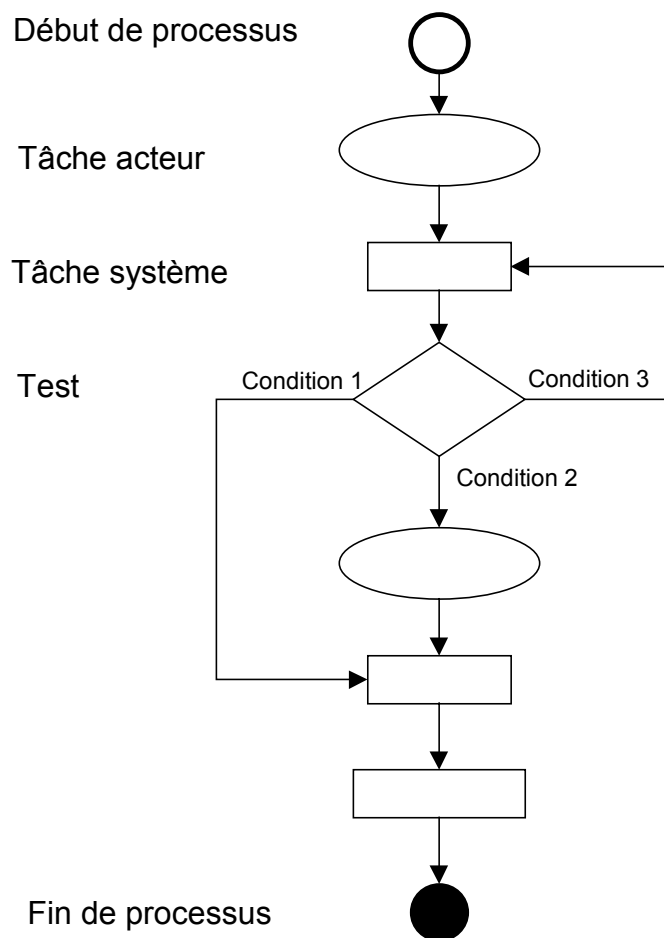 Début de processus
Tâche acteur
Tâche système
Test
Condition 1
Condition 3
Condition 2
Fin de processus